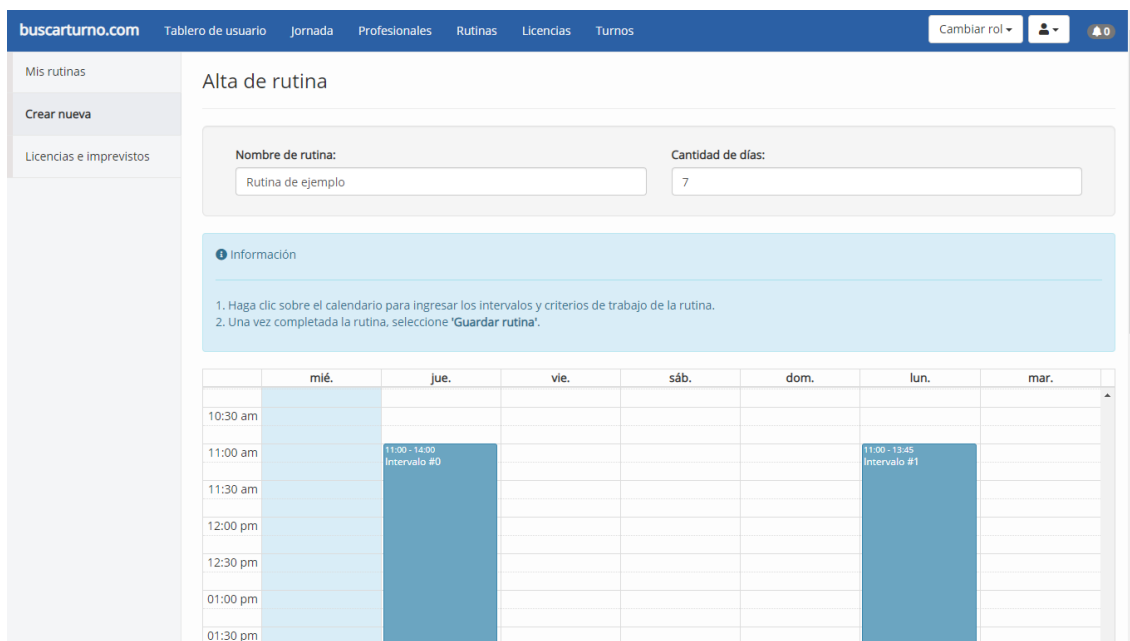 buscarturno.com Tablero de usuario Jornada Profesionales Rutinas Licencias Turnos Cambiar rol 0
Mis rutinas
Crear nueva
Licencias e imprevistos
Alta de rutina
Nombre de rutina: Cantidad de días:
Rutina de ejemplo 7
Información
1. Haga clic sobre el calendario para ingresar los intervalos y criterios de trabajo de la rutina.
2. Una vez completada la rutina, seleccione 'Guardar rutina'.
mié. jue. vie. sáb. dom. lun. mar.
10:30 am
11:00 am 11:00 - 14:00 11:00 - 13:45
Intervalo #0 Intervalo #1
11:30 am
12:00 pm
12:30 pm
01:00 pm
01:30 pm